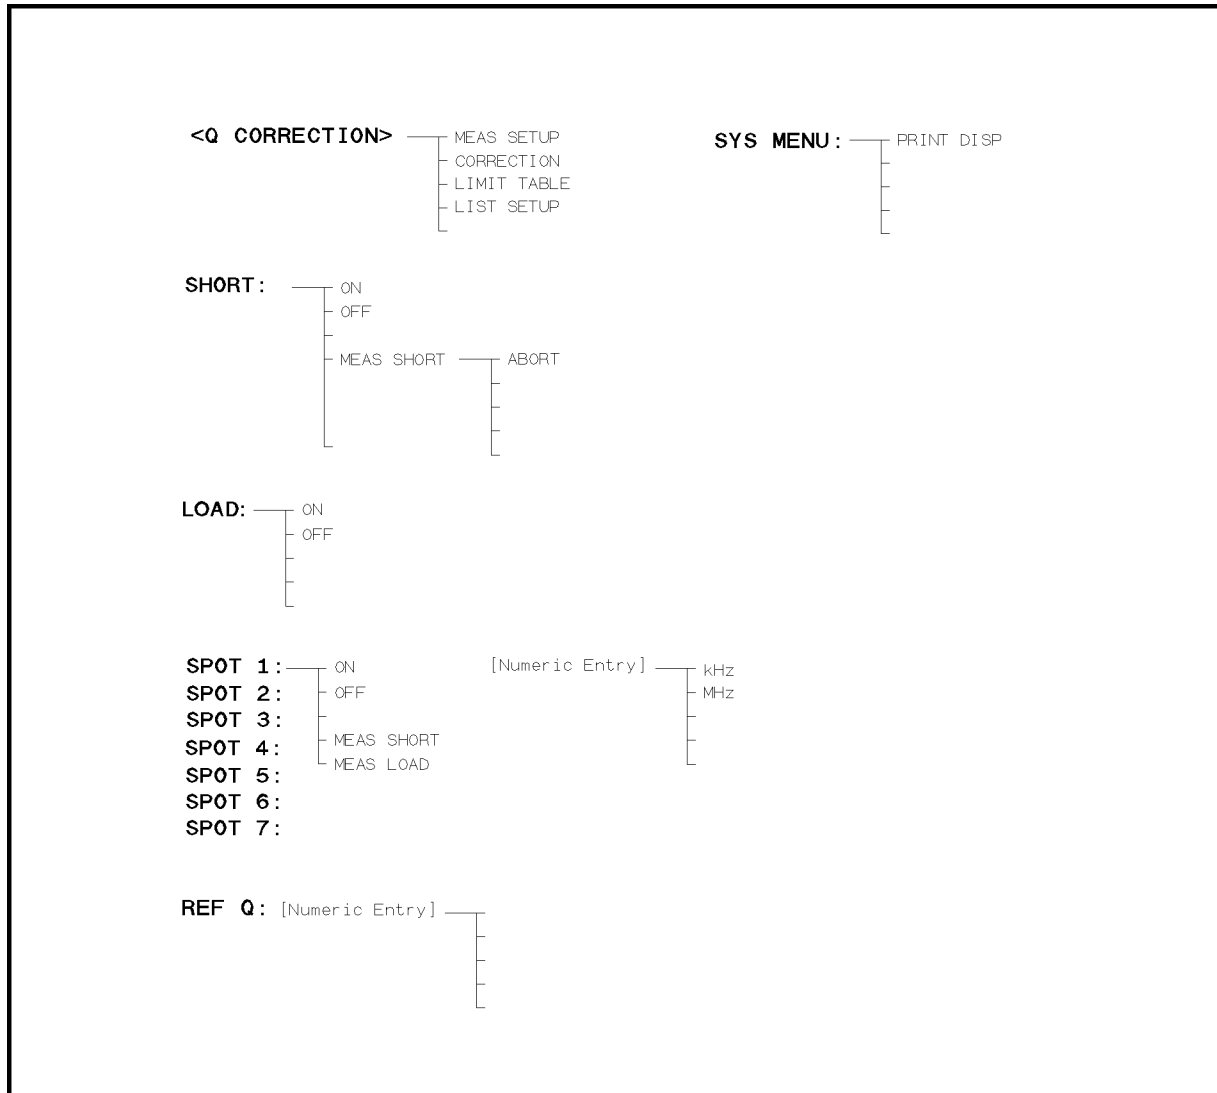 <Q CORRECTION> MEAS SETUP
CORRECTION
LIMIT TABLE
LIST SETUP
SYS MENU: PRINT DISP
SHORT: ON
OFF
MEAS SHORT ABORT
LOAD: ON
OFF
SPOT 1: ON
SPOT 2: OFF
SPOT 3:
SPOT 4: MEAS SHORT
SPOT 5: MEAS LOAD
SPOT 6:
SPOT 7:
[Numeric Entry] kHz
MHz
REF Q: [Numeric Entry]